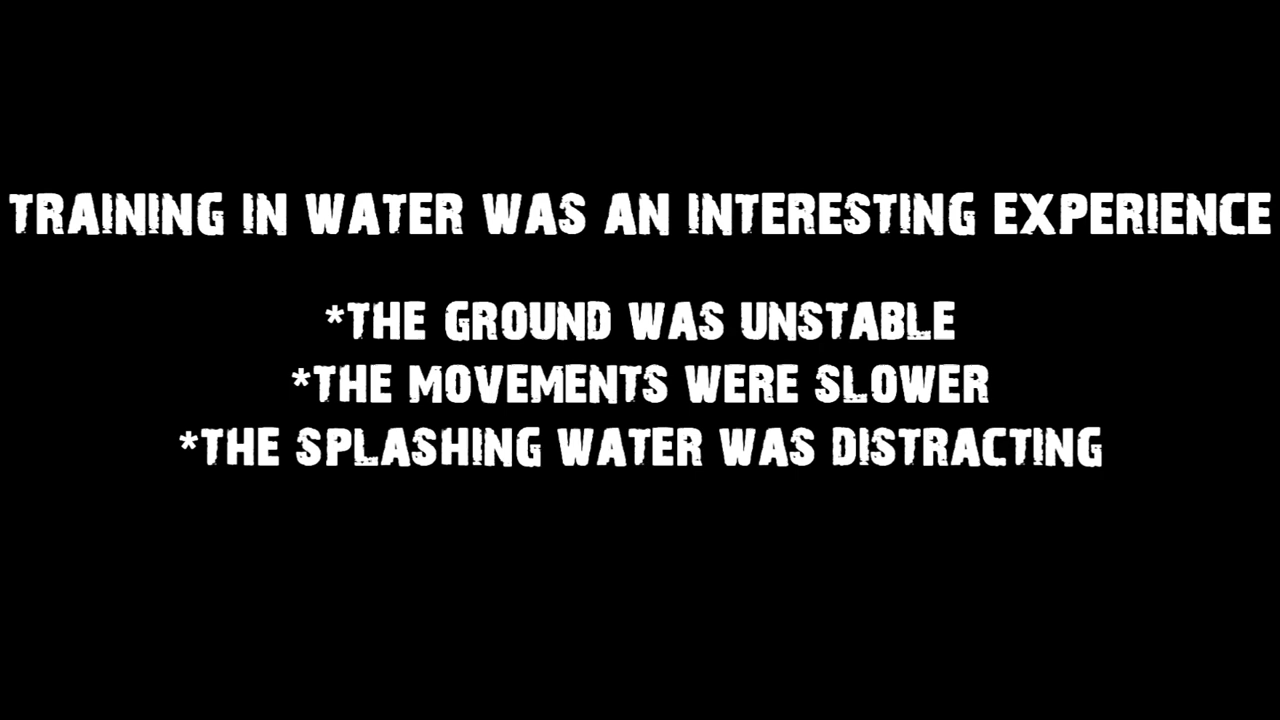 TRAINING IN WATER WAS AN INTERESTING EXPERIENCE
*THE GROUND WAS UNSTABLE
*THE MOVEMENTS WERE SLOWER
*THE SPLASHING WATER WAS DISTRACTING